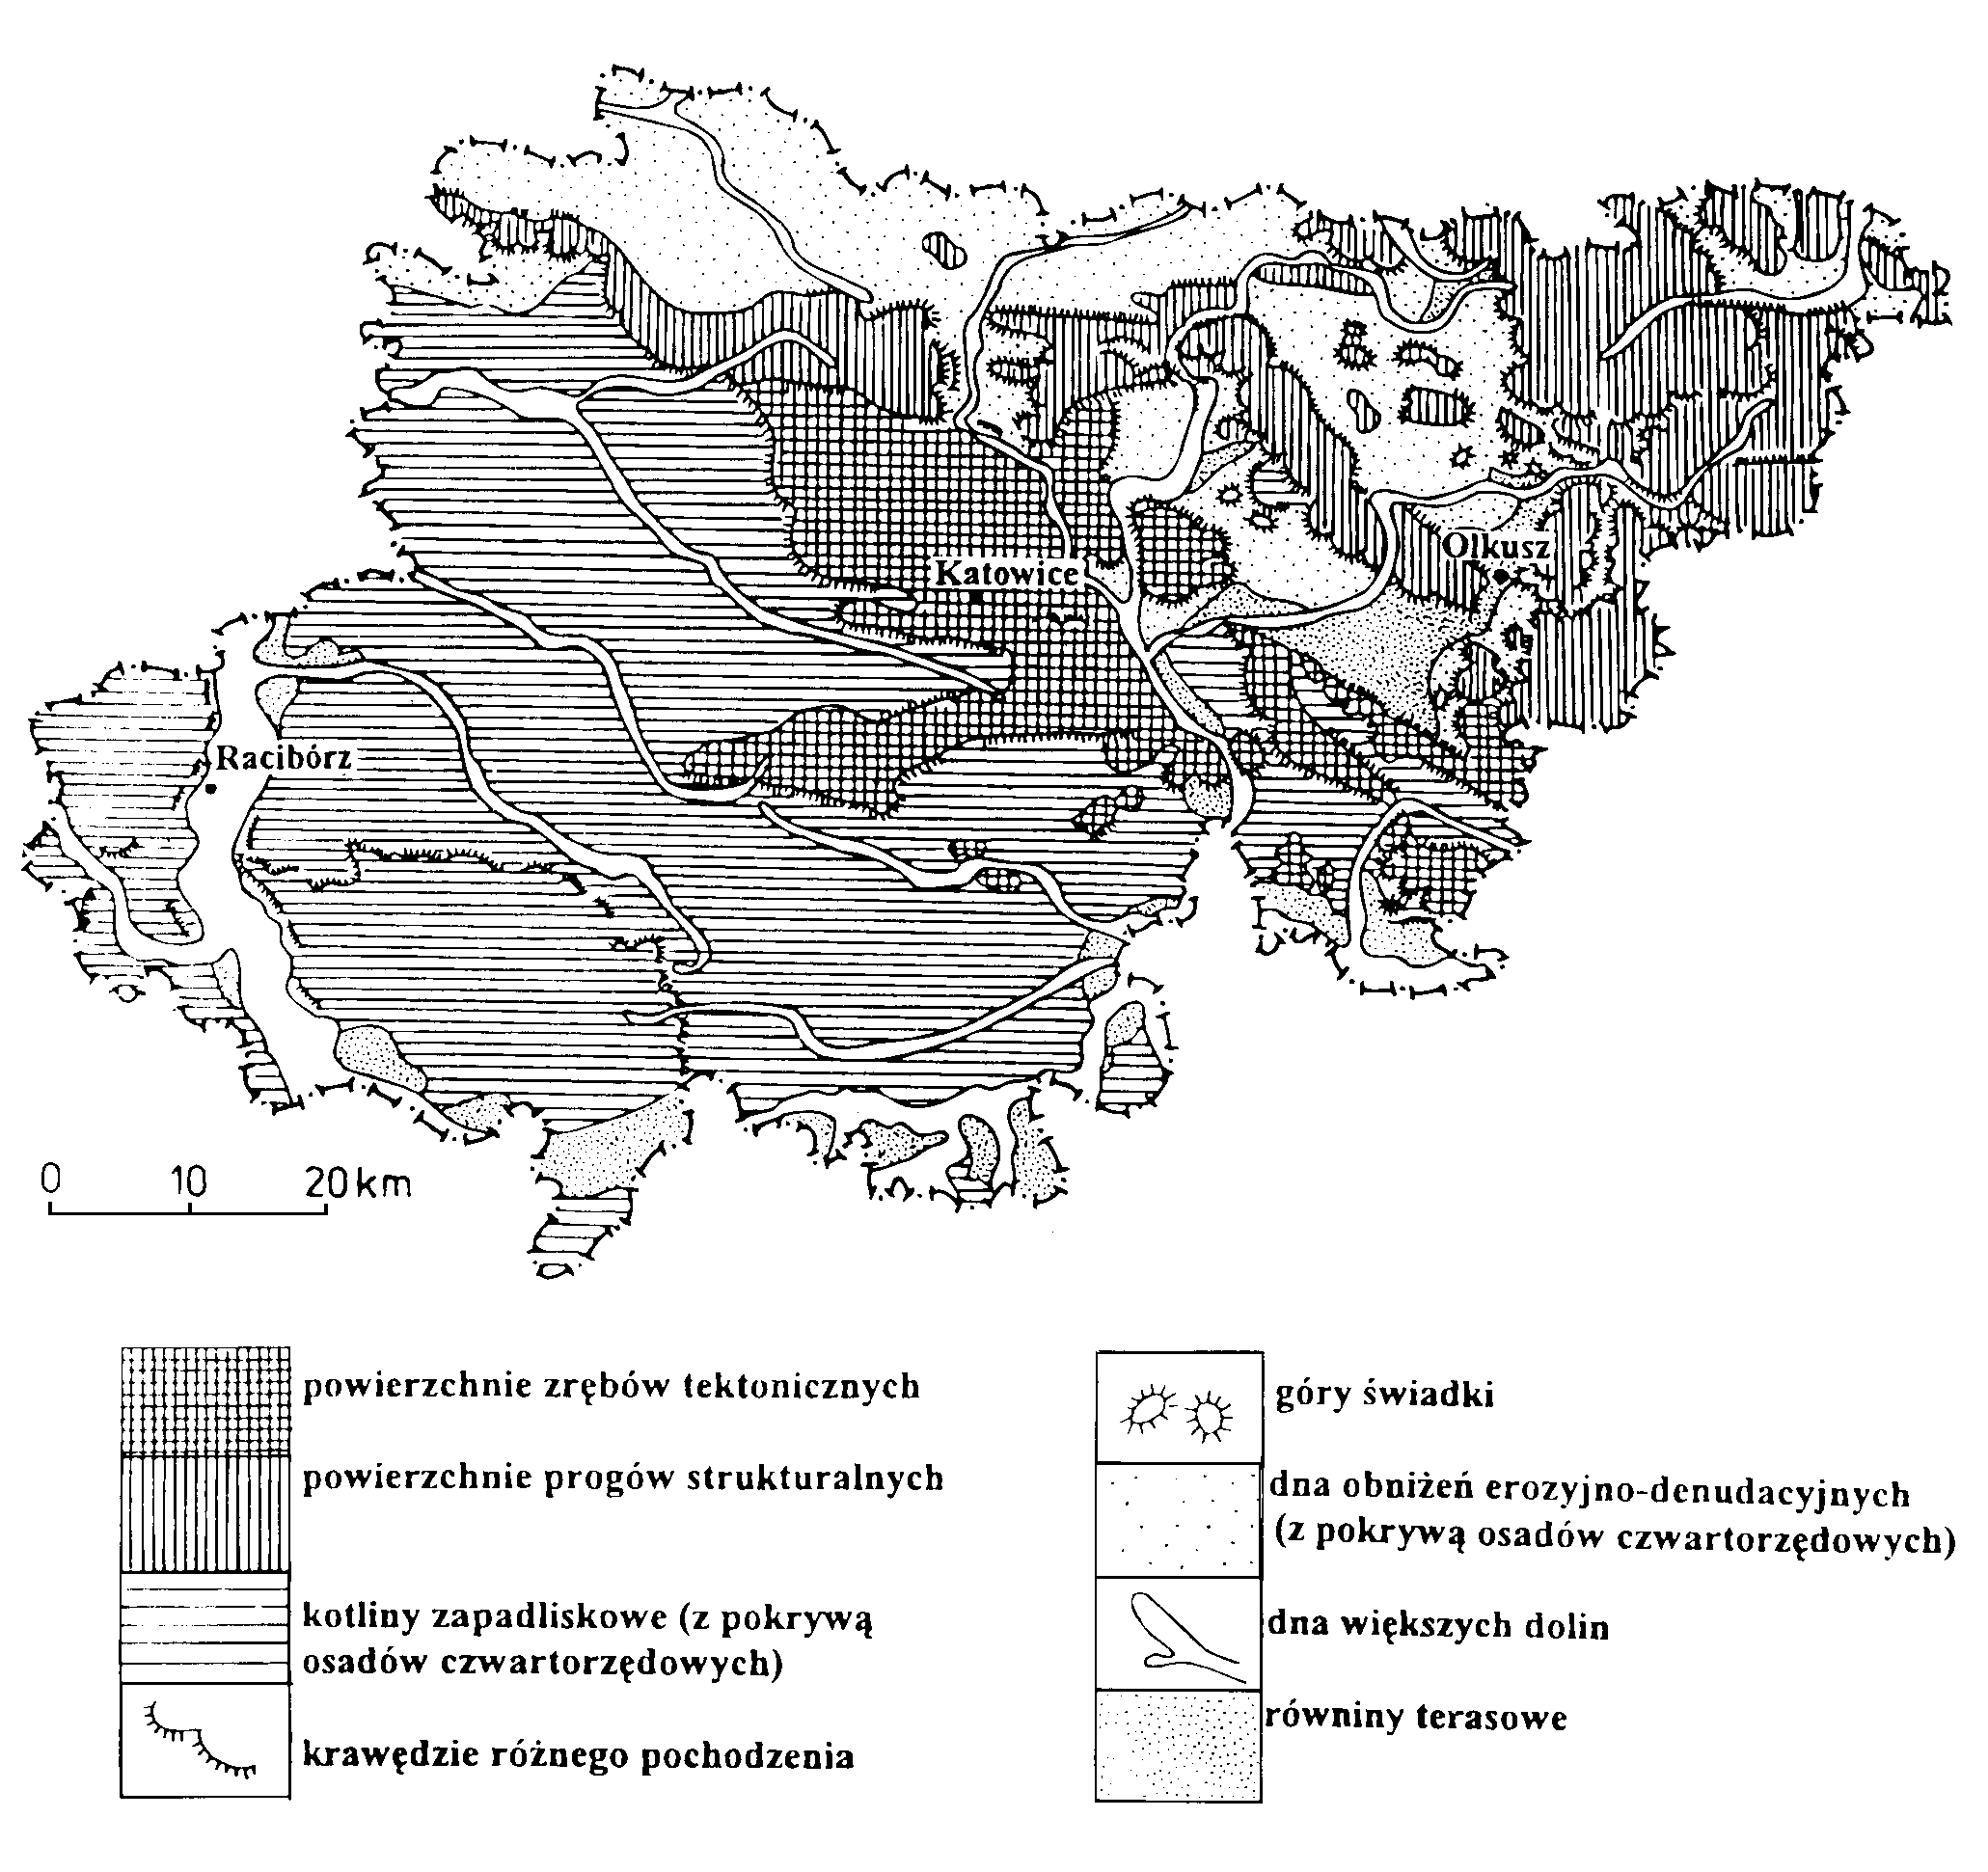 Katowice
Olkusz
Racibórz
0 10 20 km
powierzchnie zrębów tektonicznych
powierzchnie progów strukturalnych
kotliny zapadliskowe (z pokrywą
osadów czwartorzędowych)
krawędzie różnego pochodzenia
góry świadki
dna obniżeń erozyjno-denudacyjnych
(z pokrywą osadów czwartorzędowych)
dna większych dolin
równiny terasowe